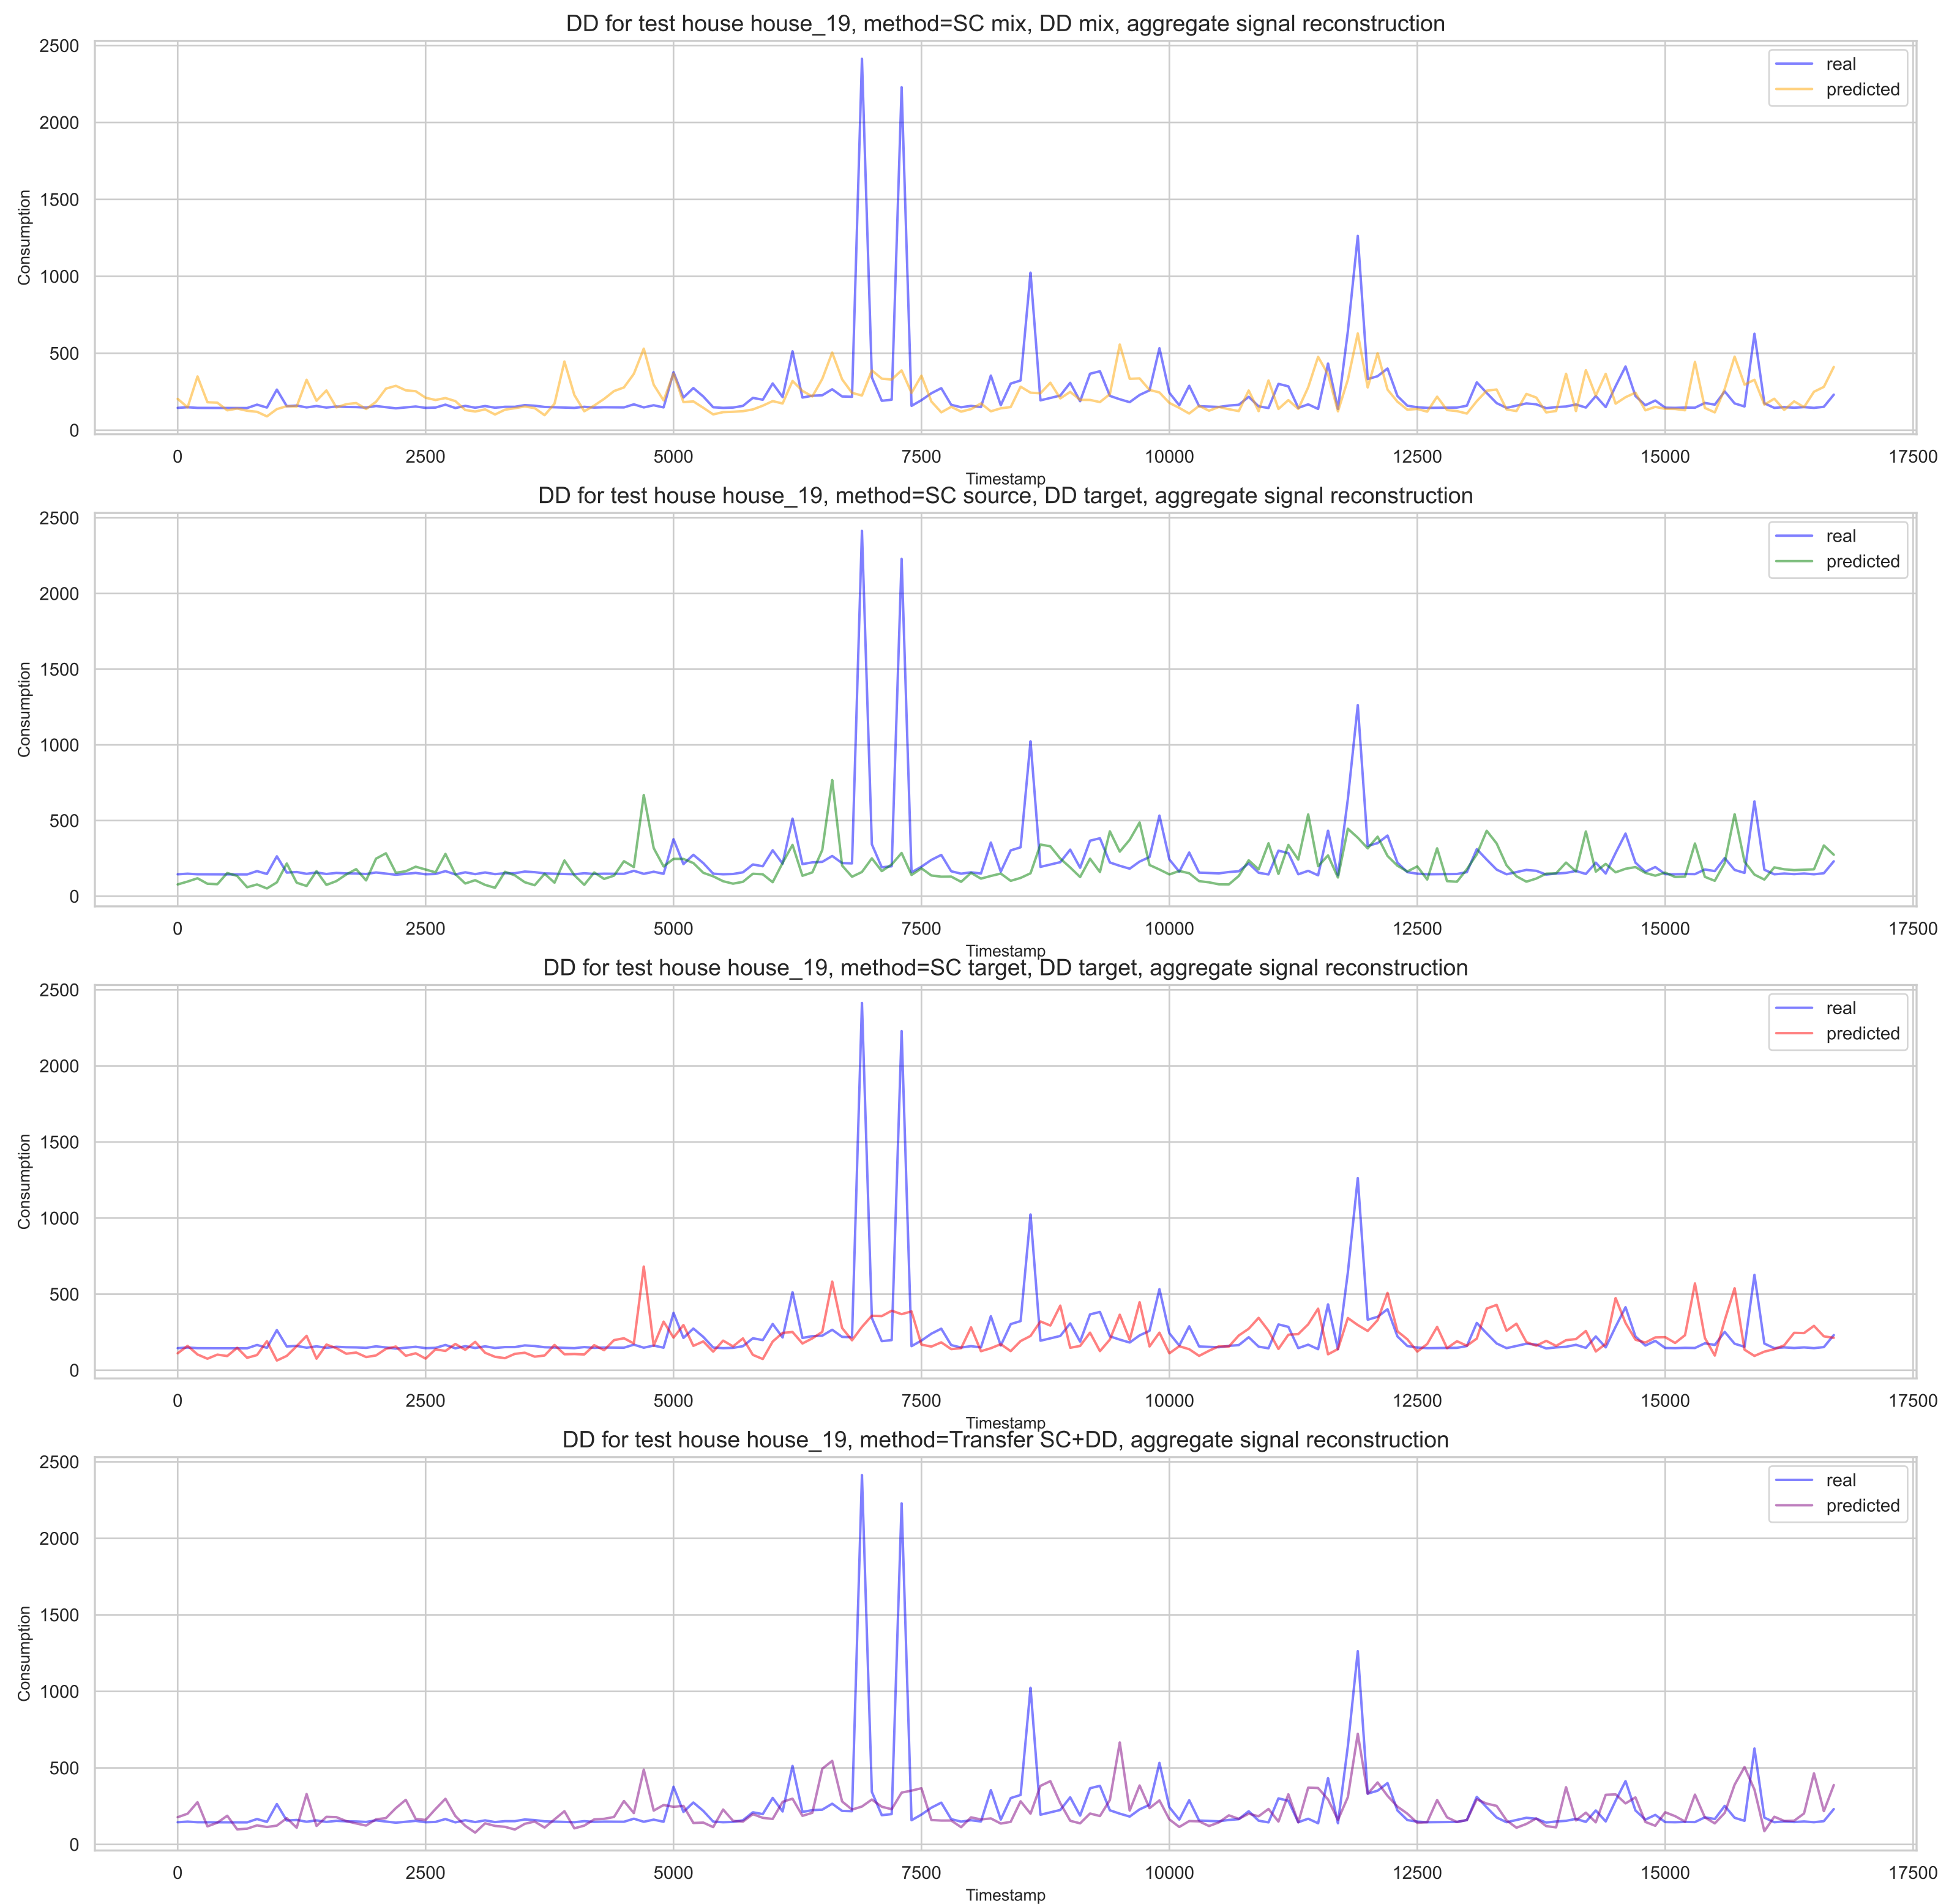 DD for test house house_19, method=SC mix, DD mix, aggregate signal reconstruction
2500
2000
1500
1000
500
0
Consumption
real
predicted
0 2500 5000 7500 10000 12500 15000 17500
Timestamp
DD for test house house_19, method=SC source, DD target, aggregate signal reconstruction
2500
2000
1500
1000
500
0
Consumption
real
predicted
0 2500 5000 7500 10000 12500 15000 17500
Timestamp
DD for test house house_19, method=SC target, DD target, aggregate signal reconstruction
2500
2000
1500
1000
500
0
Consumption
real
predicted
0 2500 5000 7500 10000 12500 15000 17500
Timestamp
DD for test house house_19, method=Transfer SC+DD, aggregate signal reconstruction
2500
2000
1500
1000
500
0
Consumption
real
predicted
0 2500 5000 7500 10000 12500 15000 17500
Timestamp